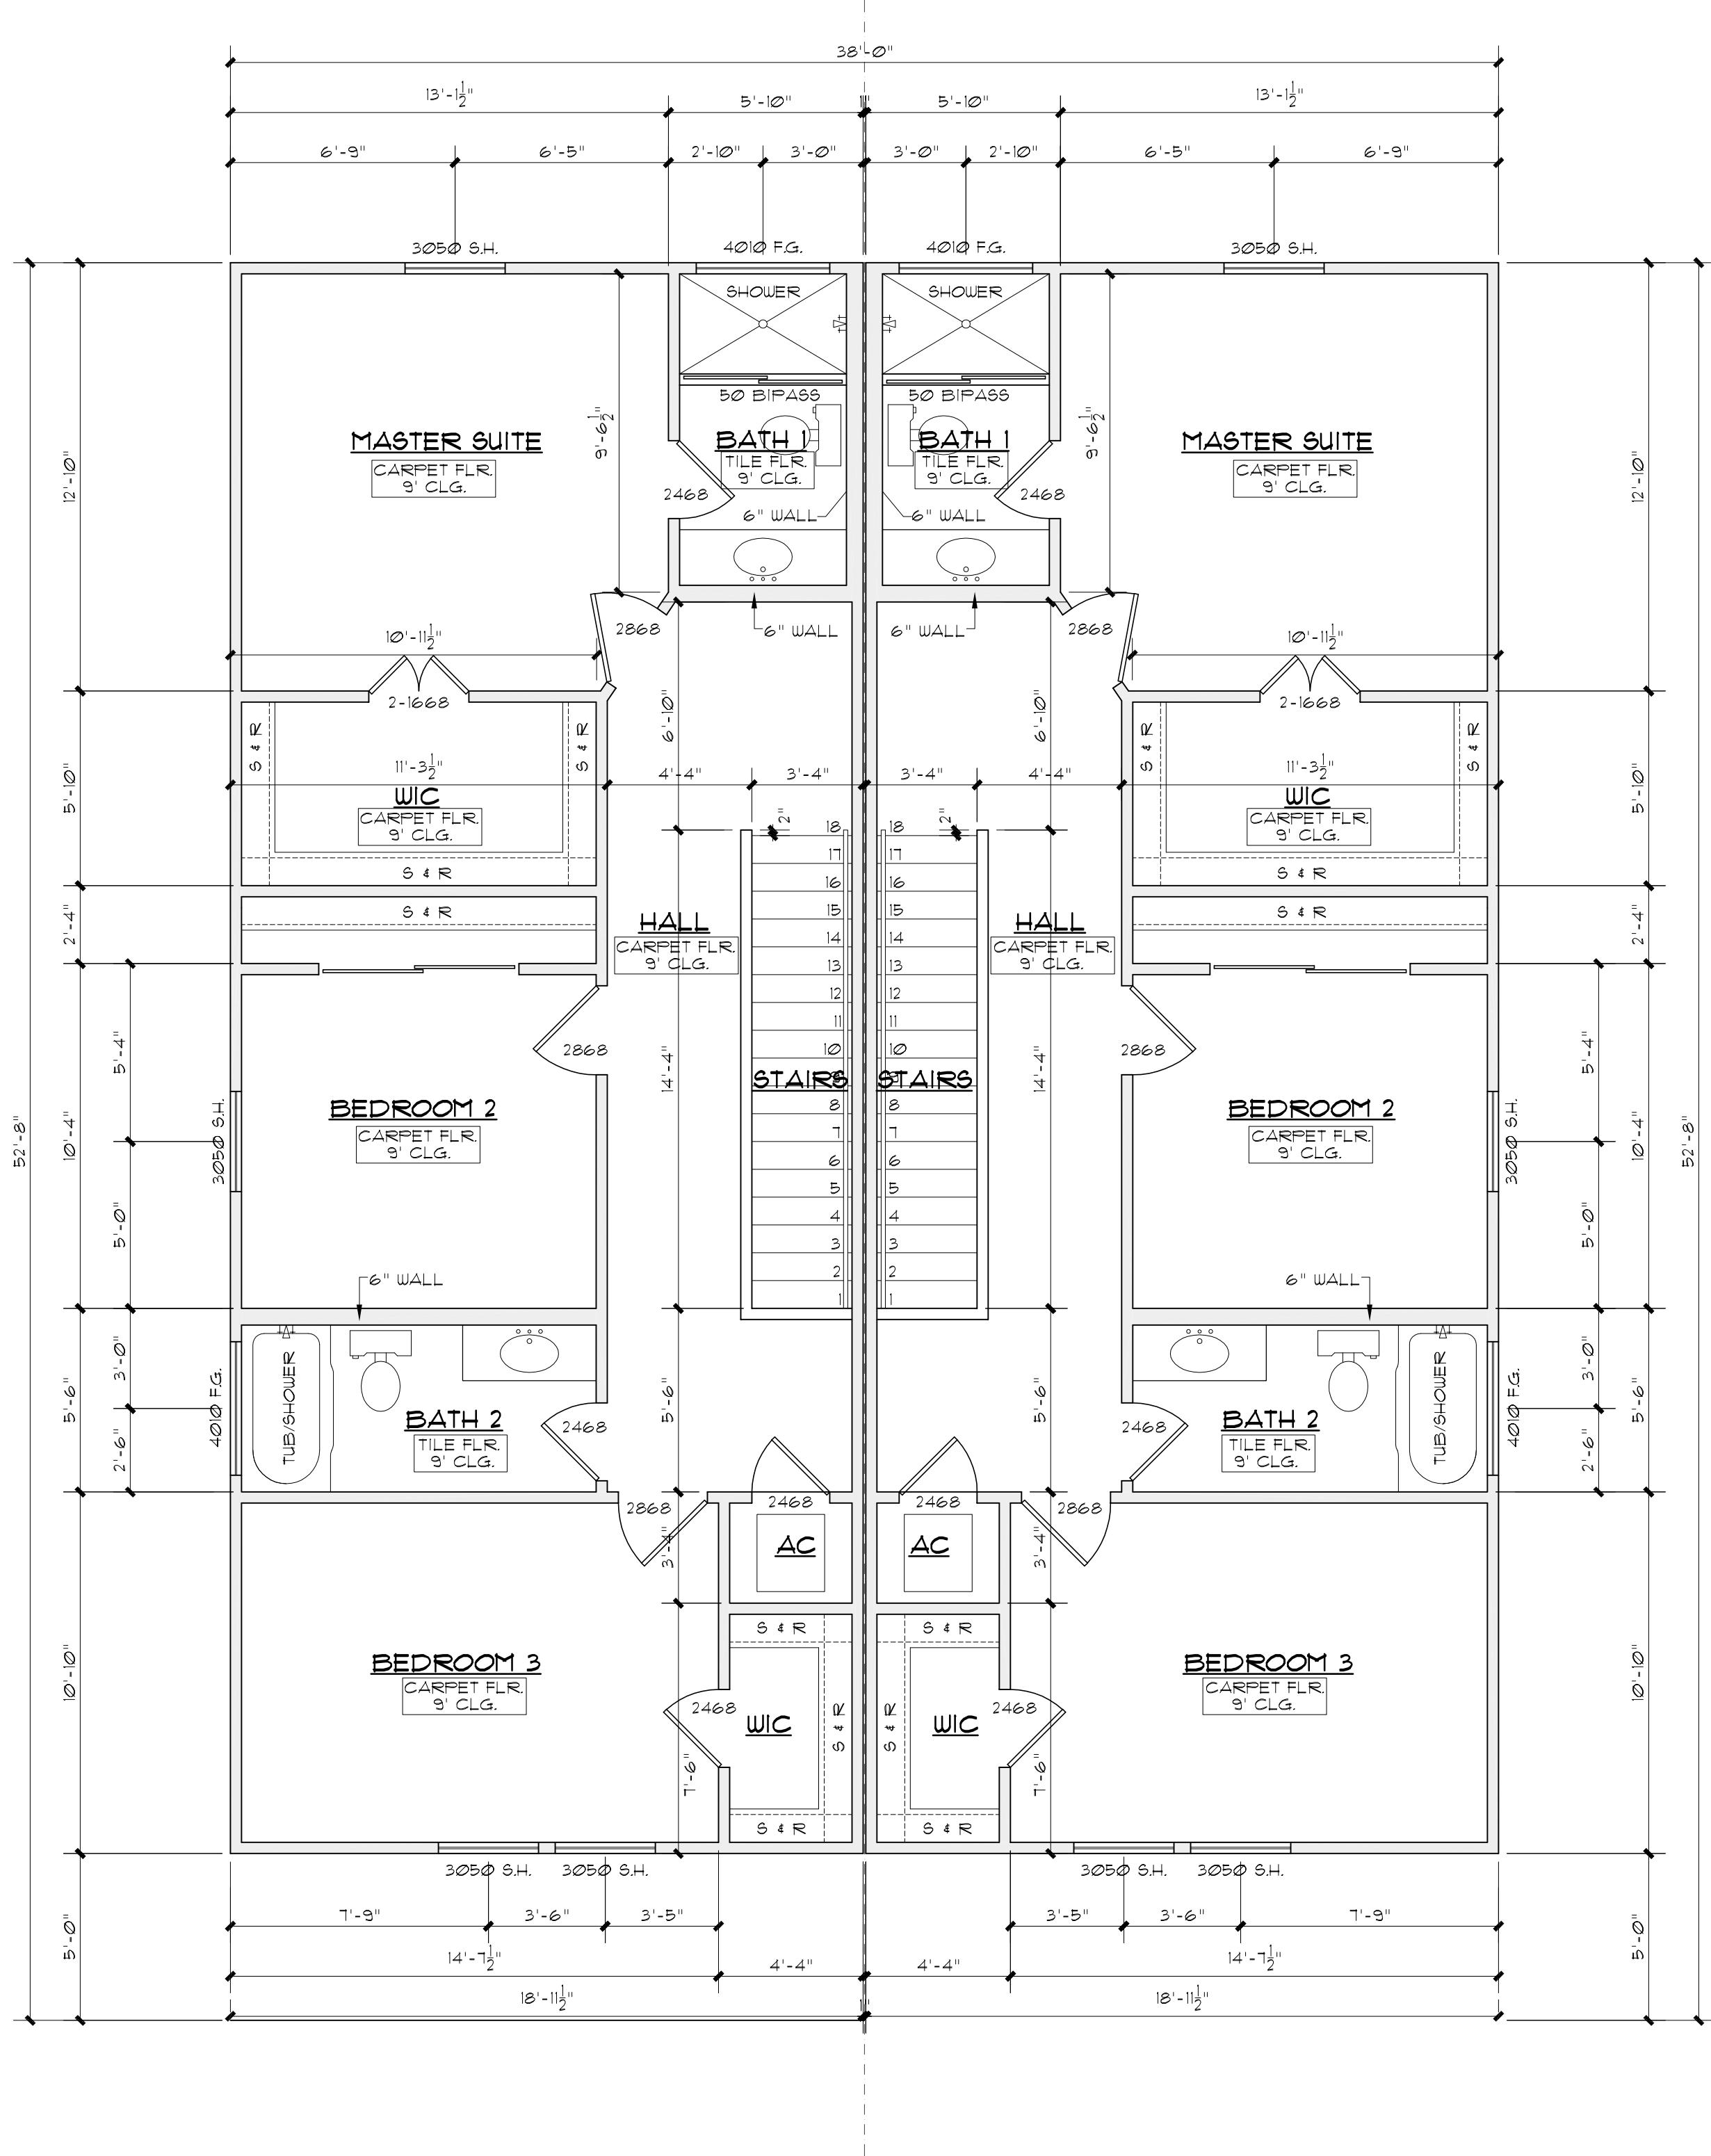 38'-0"
13'-1½" 5'-10" 1" 5'-10" 13'-1½"
6'-9" 6'-5" 2'-10" 3'-0" 3'-0" 2'-10" 6'-5" 6'-9"
3050 S.H. 4010 F.G. 4010 F.G. 3050 S.H.
SHOWER SHOWER
50 BIPASS 50 BIPASS
MASTER SUITE 9'-6½" BATH 1 BATH 1 9'-6½" MASTER SUITE
CARPET FLR. TILE FLR. TILE FLR. CARPET FLR.
9' CLG. 9' CLG. 9' CLG. 9' CLG.
12'-10" 2468 2468 12'-10"
6" WALL 6" WALL
2868 6" WALL 6" WALL 2868
10'-11½" 10'-11½"
2-1668 6'-10" 6'-10" 2-1668
S & R S & R S & R S & R
11'-3½" 4'-4" 3'-4" 3'-4" 4'-4" 11'-3½"
5'-10" WIC WIC 5'-10"
CARPET FLR. 2" 2" CARPET FLR.
9' CLG. 9' CLG.
18 18
17 17
S & R 16 16 S & R
S & R 15 15 S & R
2'-4" HALL HALL 2'-4"
CARPET FLR. 14 14 CARPET FLR.
9' CLG. 13 13 9' CLG.
12 12
11 11
5'-4" 2868 10 10 2868 5'-4"
14'-4" 14'-4"
STAIRS 9 9 STAIRS
BEDROOM 2 8 8 BEDROOM 2
CARPET FLR. 7 7 CARPET FLR.
9' CLG. 9' CLG.
52'-8" 10'-4" 3050 S.H. 3050 S.H. 10'-4" 52'-8"
6 6
5 5
5'-0" 4 4 5'-0"
3 3
6" WALL 2 2 6" WALL
1 1
3'-0" 3'-0"
5'-6" 4010 F.G. TUB/SHOWER 5'-6" 5'-6" TUB/SHOWER 4010 F.G. 5'-6"
BATH 2 2468 2468 BATH 2
TILE FLR. TILE FLR.
9' CLG. 9' CLG.
2'-6" 2'-6"
2868 2468 2468 2868
3'-4" AC AC 3'-4"
S & R S & R
BEDROOM 3 BEDROOM 3
CARPET FLR. CARPET FLR.
9' CLG. 9' CLG.
10'-10" 10'-10"
2468 WIC S & R S & R WIC 2468
7'-6" 7'-6"
S & R S & R
3050 S.H. 3050 S.H. 3050 S.H. 3050 S.H.
5'-0" 7'-9" 3'-6" 3'-5" 3'-5" 3'-6" 7'-9" 5'-0"
14'-7½" 4'-4" 4'-4" 14'-7½"
18'-11½" 1" 18'-11½"